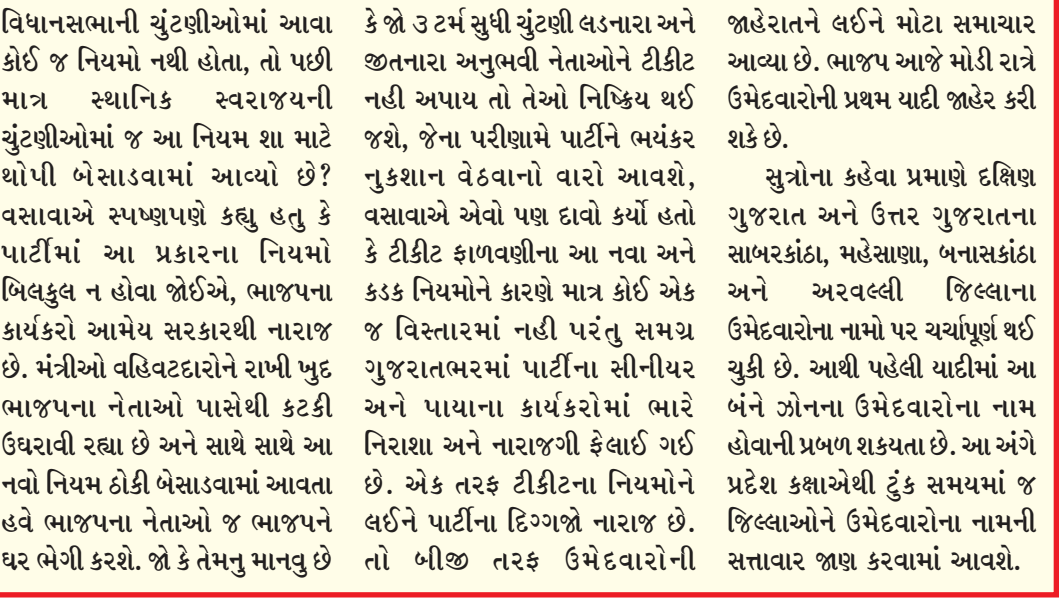 વિધાનસભાની ચુંટણીઓમાં આવા
કોઈ જ નિયમો નથી હોતા, તો પછી
માત્ર સ્થાનિક સ્વરાજયની
ચુંટણીઓમાં જ આ નિયમ શા માટે
થોપી બેસાડવામાં આવ્યો છે?
વસાવાએ સ્પષ્ણપણે કહ્યુ હતુ કે
પાર્ટીમાં આ પ્રકારના નિયમો
બિલકુલ ન હોવા જોઈએ, ભાજપના
કાર્યકરો આમેય સરકારથી નારાજ
છે. મંત્રીઓ વહિવટદારોને રાખી ખુદ
ભાજપના નેતાઓ પાસેથી કટકી
ઉઘરાવી રહ્યા છે અને સાથે સાથે આ
નવો નિયમ ઠોકી બેસાડવામાં આવતા
હવે ભાજપના નેતાઓ જ ભાજપને
ઘર ભેગી કરશે. જો કે તેમનુ માનવુ છે
કે જો ૩ ટર્મ સુધી ચુંટણી લડનારા અને
જીતનારા અનુભવી નેતાઓને ટીકીટ
નહી અપાય તો તેઓ નિષ્ક્રિય થઈ
જશે, જેના પરીણામે પાર્ટીને ભયંકર
નુકશાન વેઠવાનો વારો આવશે,
વસાવાએ એવો પણ દાવો કર્યો હતો
કે ટીકીટ ફાળવણીના આ નવા અને
કડક નિયમોને કારણે માત્ર કોઈ એક
જ વિસ્તારમાં નહી પરંતુ સમગ્ર
ગુજરાતભરમાં પાર્ટીના સીનીયર
અને પાયાના કાર્યકરોમાં ભારે
નિરાશા અને નારાજગી ફેલાઈ ગઈ
છે. એક તરફ ટીકીટના નિયમોને
લઈને પાર્ટીના દિગ્ગજો નારાજ છે.
તો બીજી તરફ ઉમેદવારોની
જાહેરાતને લઈને મોટા સમાચાર
આવ્યા છે. ભાજપ આજે મોડી રાત્રે
ઉમેદવારોની પ્રથમ યાદી જાહેર કરી
શકે છે.
સુત્રોના કહેવા પ્રમાણે દક્ષિણ
ગુજરાત અને ઉત્તર ગુજરાતના
સાબરકાંઠા, મહેસાણા, બનાસકાંઠા
અને અરવલ્લી જિલ્લાના
ઉમેદવારોના નામો પર ચર્ચાપૂર્ણ થઈ
ચુકી છે. આથી પહેલી યાદીમાં આ
બંને ઝોનના ઉમેદવારોના નામ
હોવાની પ્રબળ શકયતા છે. આ અંગે
પ્રદેશ કક્ષાએથી ટુંક સમયમાં જ
જિલ્લાઓને ઉમેદવારોના નામની
સત્તાવાર જાણ કરવામાં આવશે.